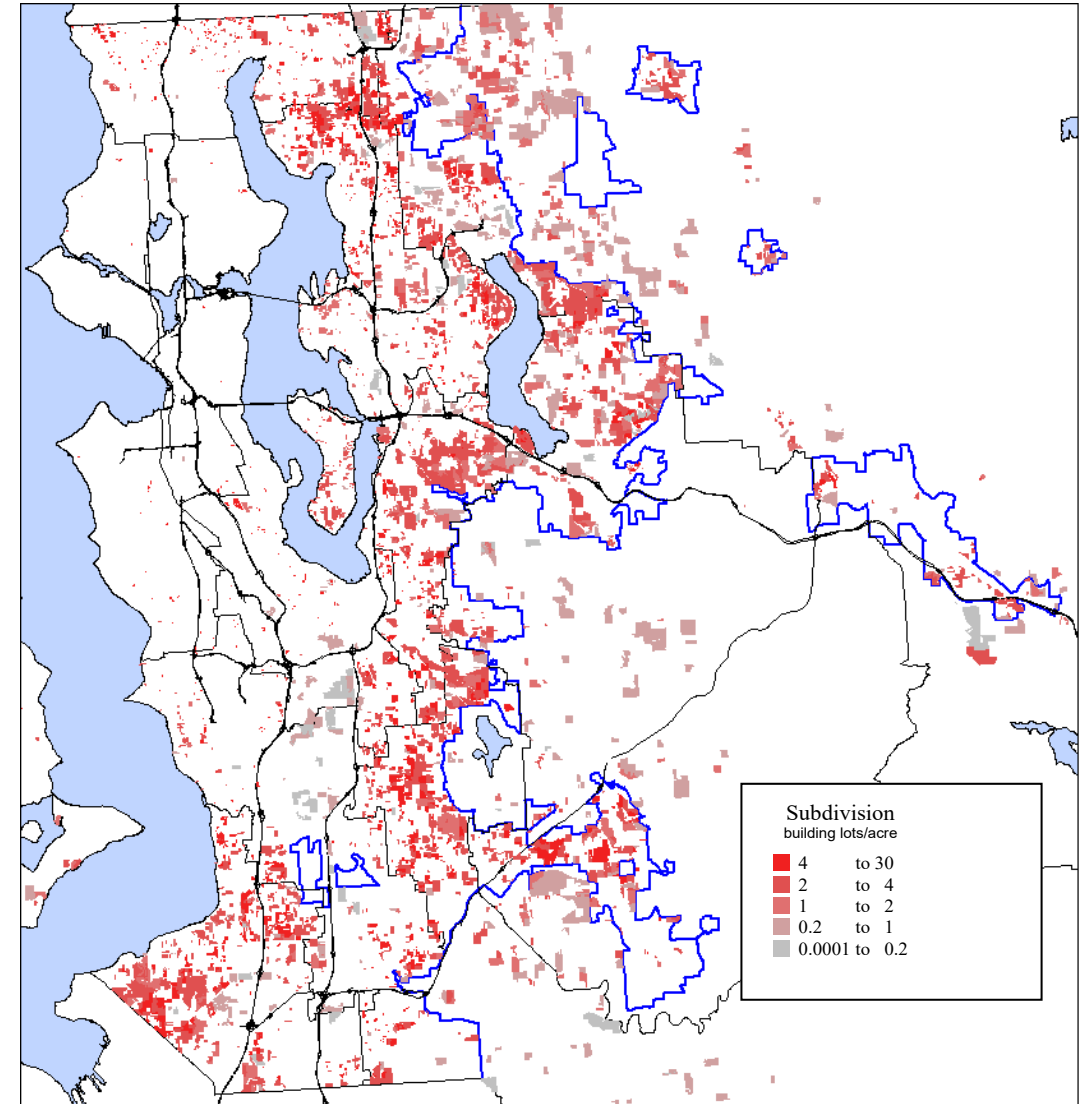 Subdivision
building lots/acre
4 to 30
2 to 4
1 to 2
0.2 to 1
0.0001 to 0.2